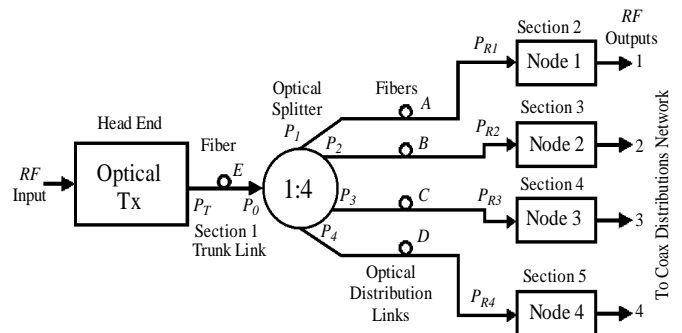 Head End
RF
Input
Optical
Tx
Fiber
E
P_T
P_0
Section 1
Trunk Link
Optical
Splitter
1:4
P_1
P_2
P_3
P_4
Fibers
A
B
C
D
Optical
Distribution
Links
P_R1
P_R2
P_R3
P_R4
Section 2
Node 1
Section 3
Node 2
Section 4
Node 3
Section 5
Node 4
RF
Outputs
1
2
3
4
To Coax Distributions Network